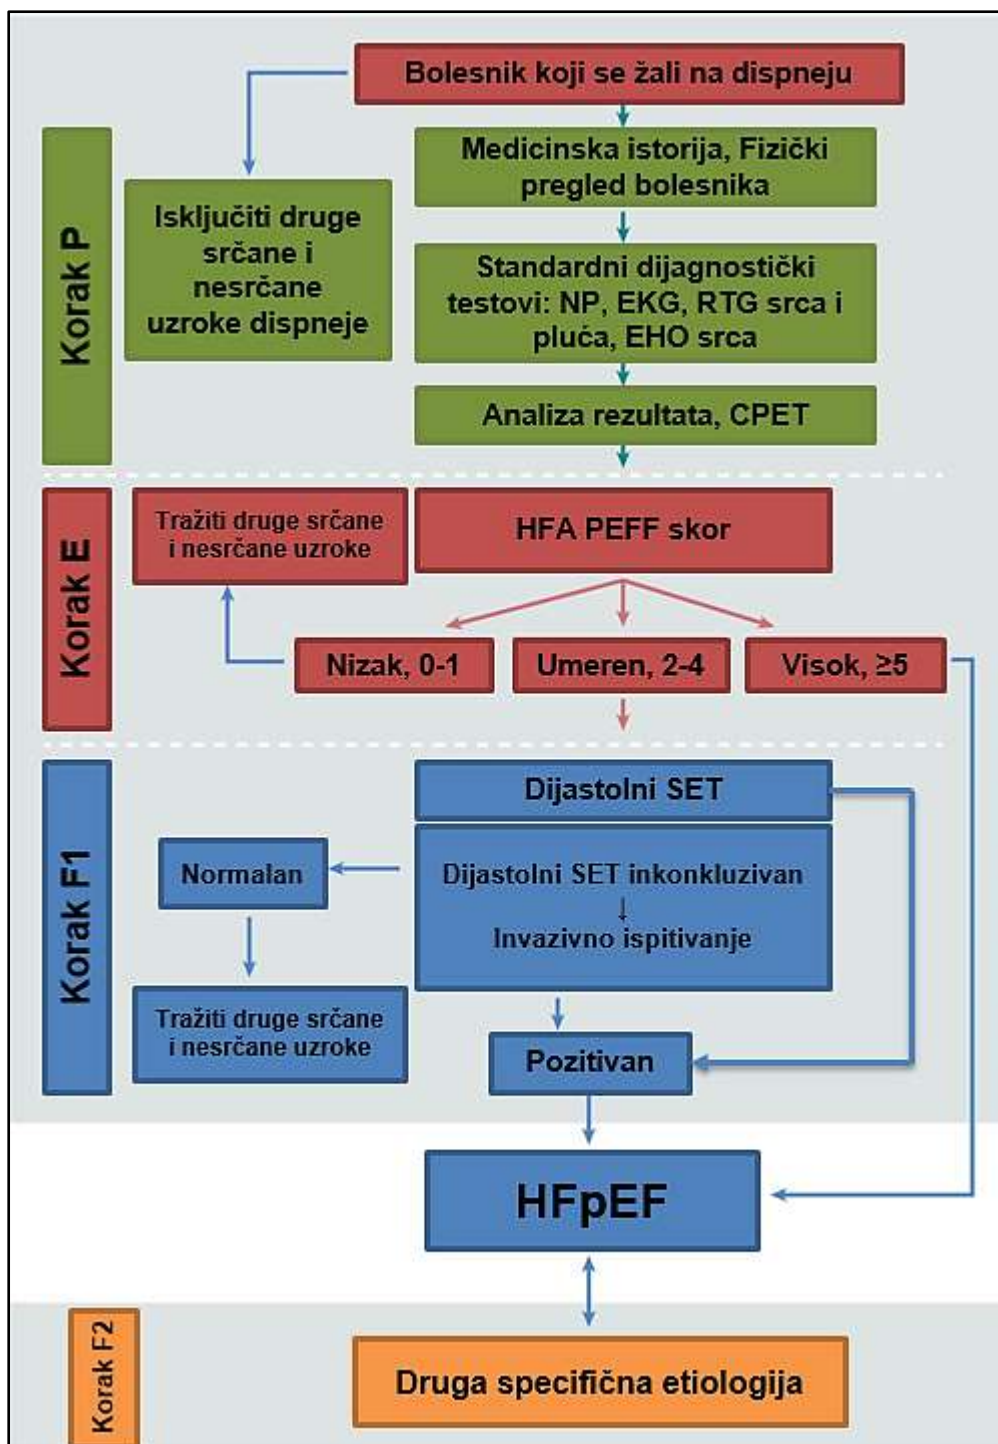 Bolesnik koji se žali na dispneju
Korak P
Isključiti druge
srčane i
nesrčane
uzroke dispneje
Medicinska istorija, Fizički
pregled bolesnika
Standardni dijagnostički
testovi: NP, EKG, RTG srca i
pluća, EHO srca
Analiza rezultata, CPET
Korak E
Tražiti druge srčane
i nesrčane uzroke
HFA PEFF skor
Nizak, 0-1
Umeren, 2-4
Visok, ≥5
Korak F1
Dijastolni SET
Normalan
Dijastolni SET inkonkluzivan
↓
Invazivno ispitivanje
Tražiti druge srčane
i nesrčane uzroke
Pozitivan
HFpEF
Korak F2
Druga specifična etiologija